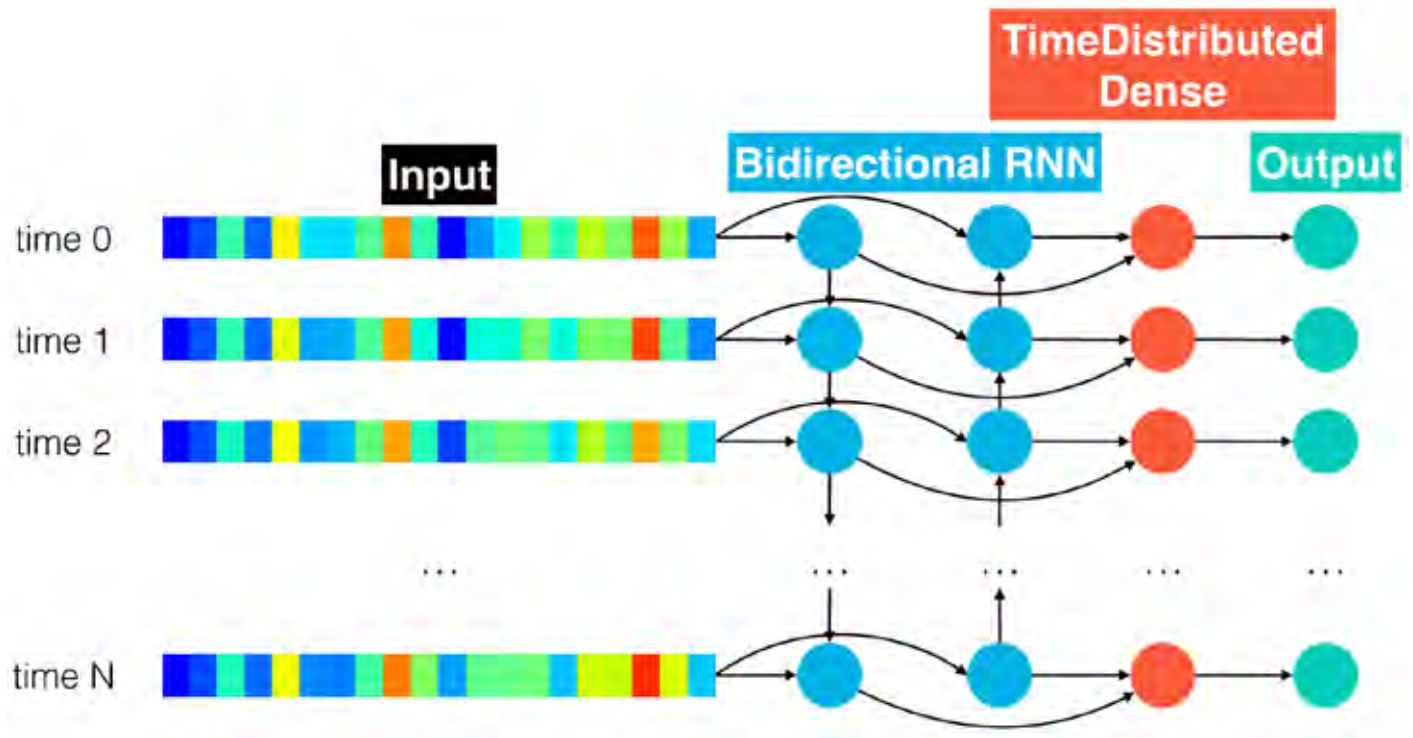 TimeDistributed
Dense
Input
Bidirectional RNN
Output
time 0
time 1
time 2
... ... ... ... ...
time N